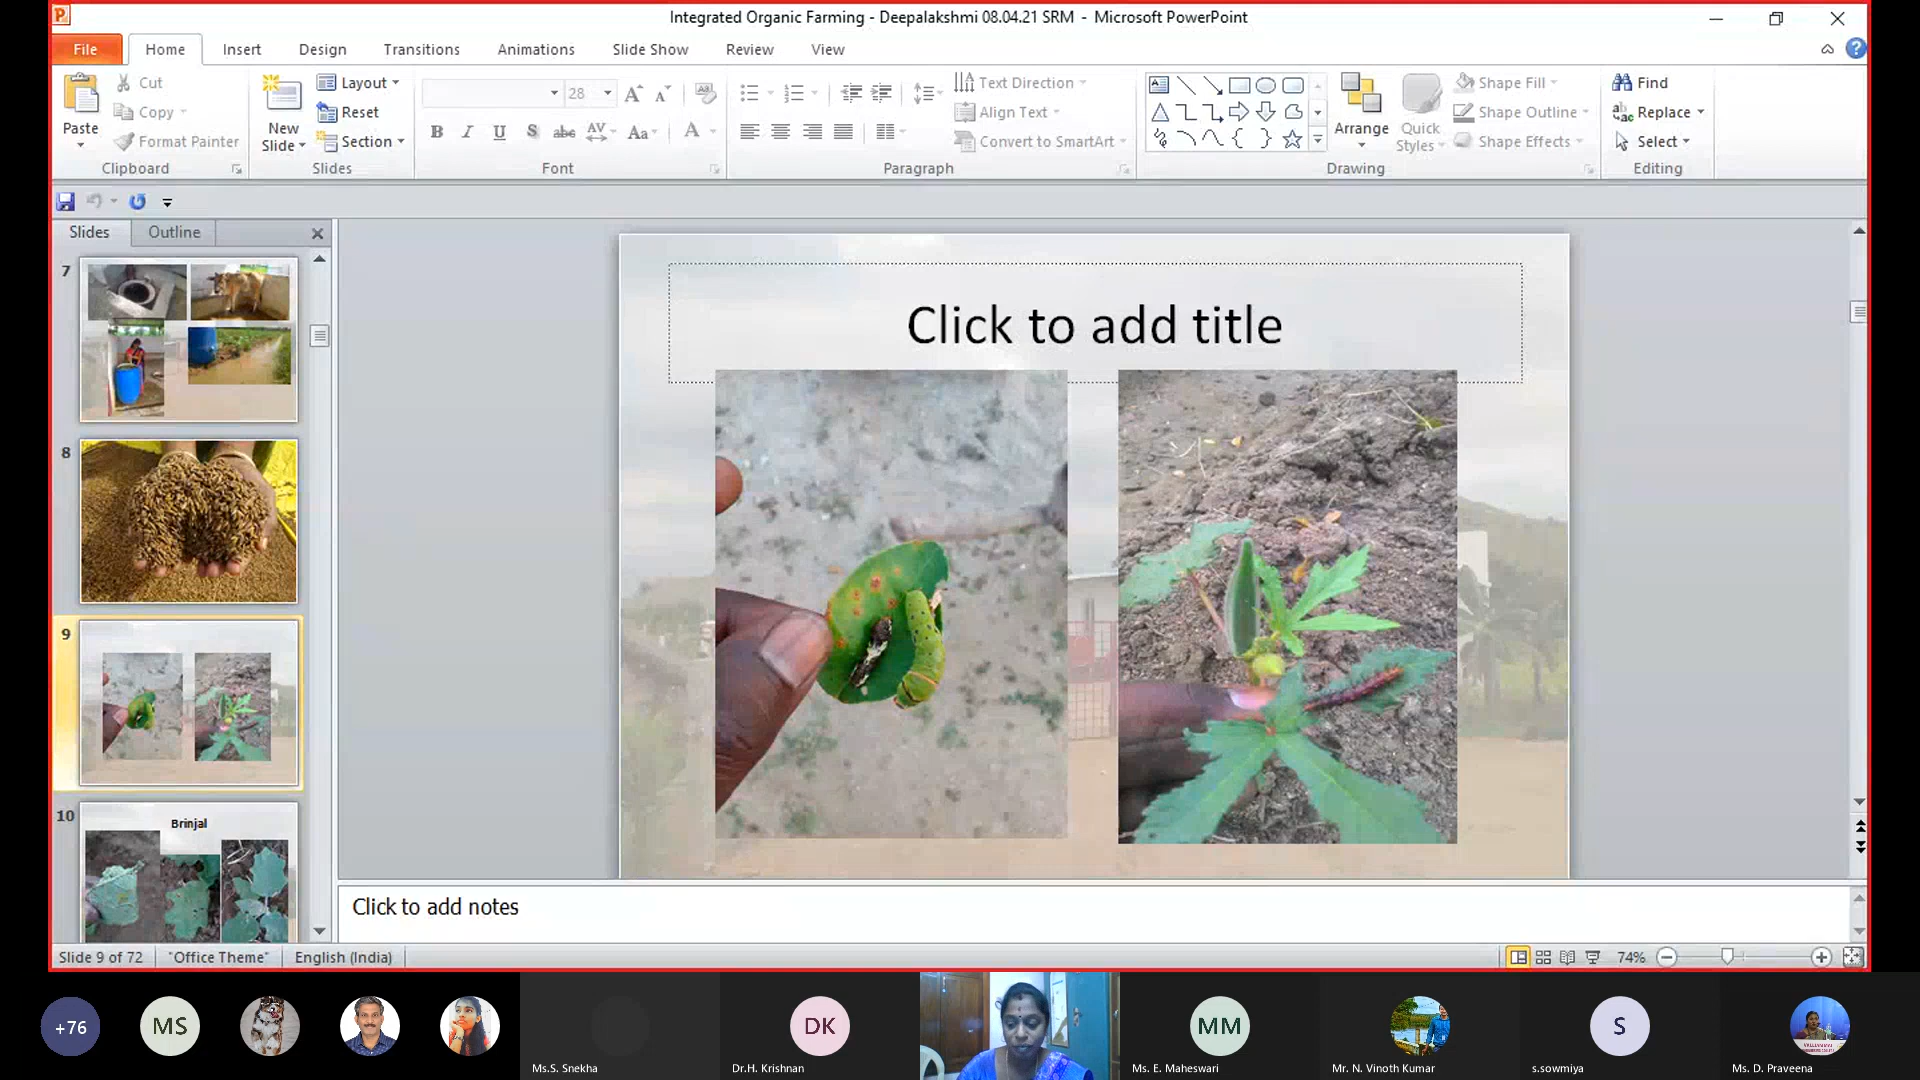 Integrated Organic Farming - Deepalakshmi 08.04.21 SRM - Microsoft PowerPoint
File Home Insert Design Transitions Animations Slide Show Review View
Paste
Cut
Copy
Format Painter
Clipboard
New Slide
Layout
Reset
Section
Slides
28
B I U S abc AV Aa A
Font
Text Direction
Align Text
Convert to SmartArt
Paragraph
Arrange
Quick Styles
Shape Fill
Shape Outline
Shape Effects
Drawing
Find
Replace
Select
Editing
Slides Outline
7
8
9
10
Brinjal
Click to add title
Click to add notes
Slide 9 of 72 "Office Theme" English (India) 74%
+76 MS DK MM S
Ms.S. Snekha Dr.H. Krishnan Ms. E. Maheswari Mr. N. Vinoth Kumar s.sowmiya Ms. D. Praveena